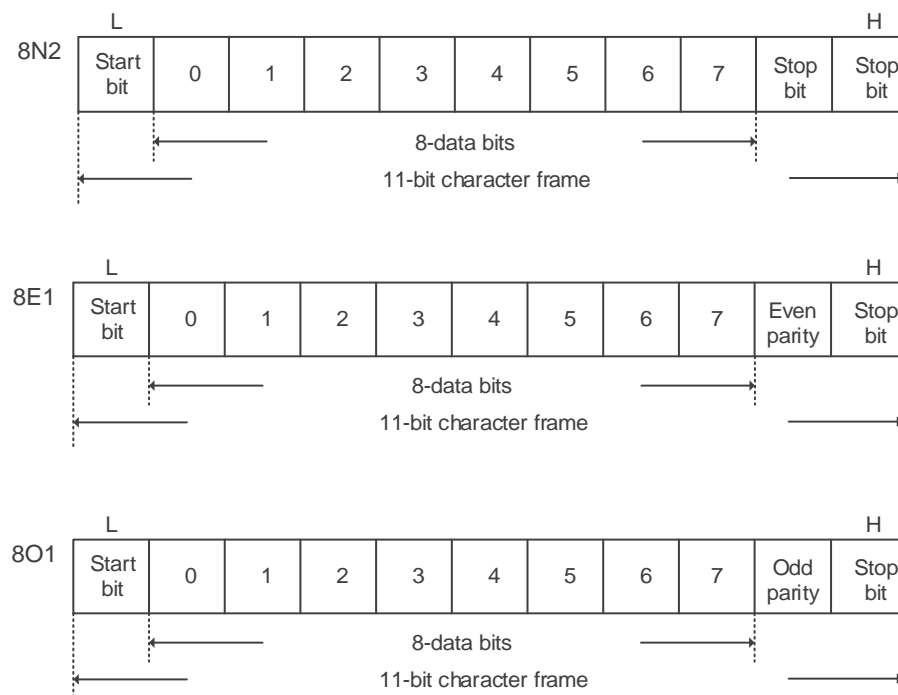 L H
8N2 Start bit 0 1 2 3 4 5 6 7 Stop bit Stop bit
8-data bits
11-bit character frame
L H
8E1 Start bit 0 1 2 3 4 5 6 7 Even parity Stop bit
8-data bits
11-bit character frame
L H
8O1 Start bit 0 1 2 3 4 5 6 7 Odd parity Stop bit
8-data bits
11-bit character frame